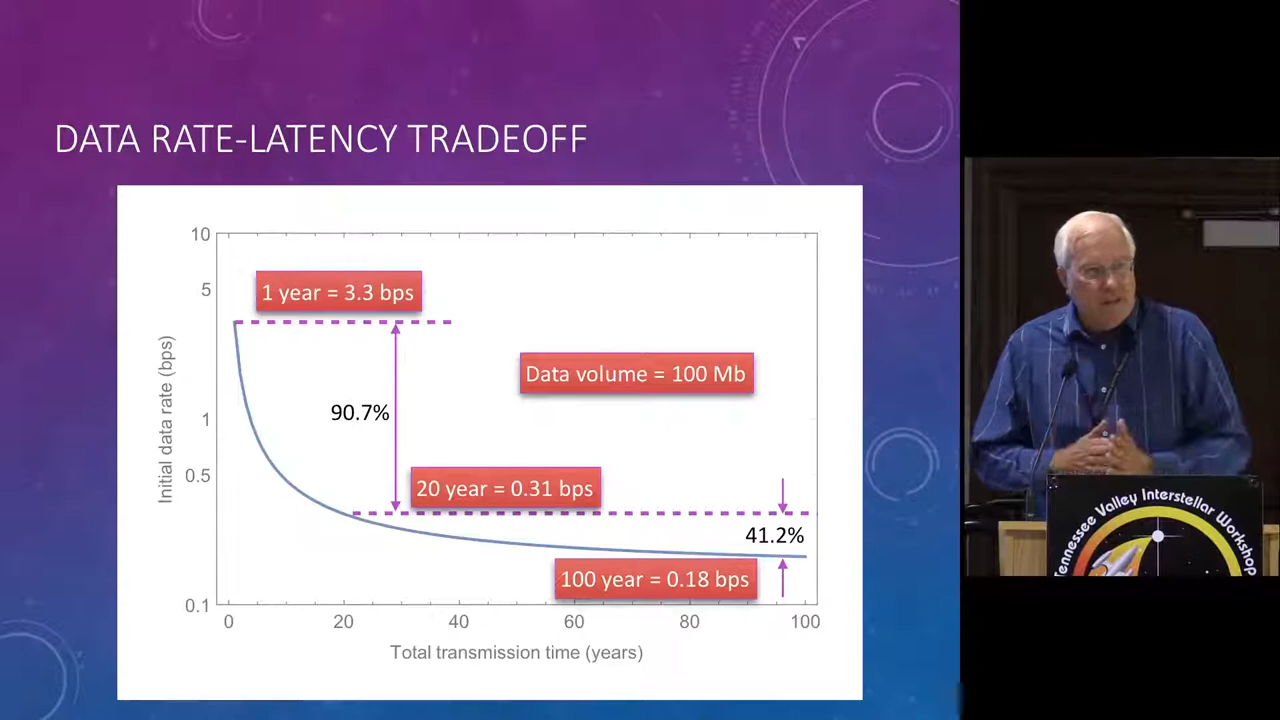 DATA RATE-LATENCY TRADEOFF
10
5
1
0.5
0.1
Initial data rate (bps)
1 year = 3.3 bps
Data volume = 100 Mb
90.7%
20 year = 0.31 bps
41.2%
100 year = 0.18 bps
0 20 40 60 80 100
Total transmission time (years)
Tennessee Valley Interstellar Workshop